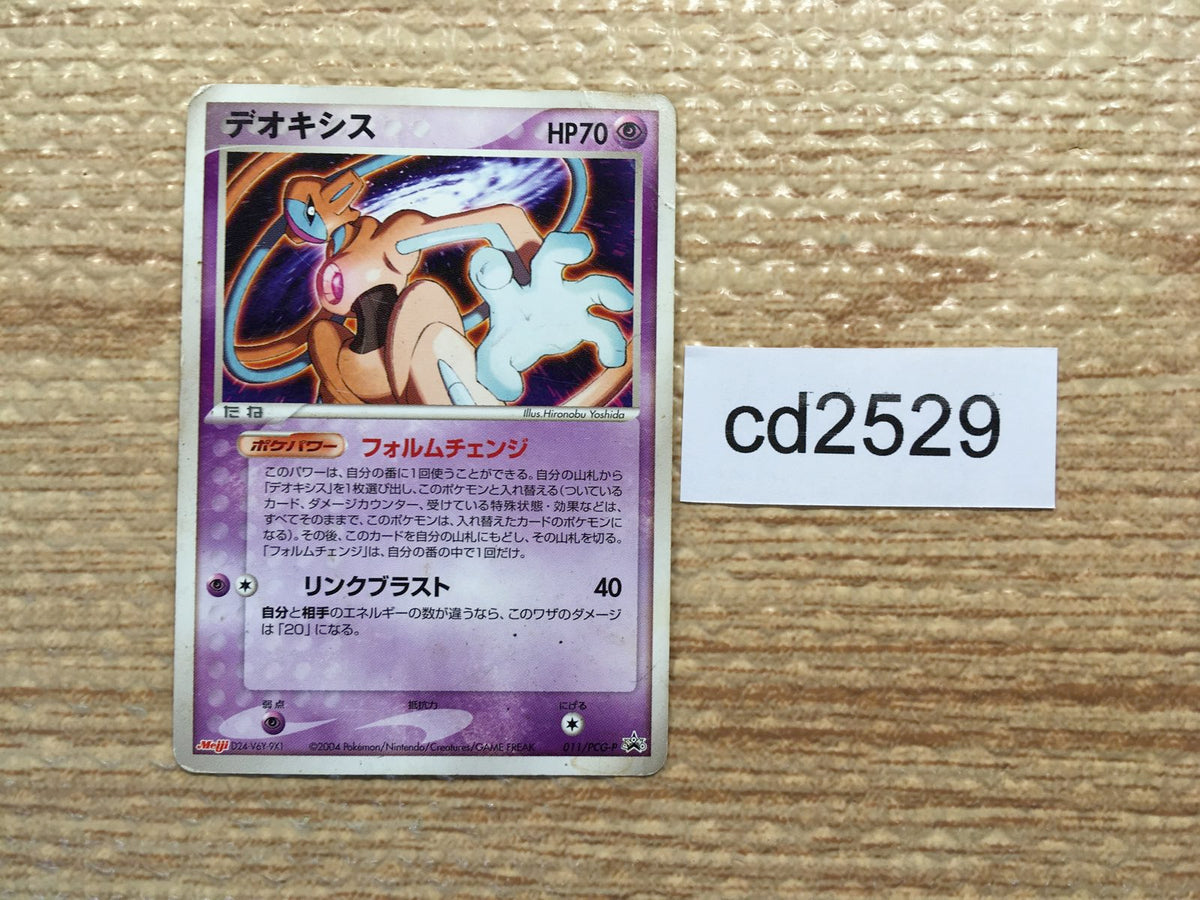 デオキシス
HP70
たね
Illus.Hironobu Yoshida
ポケパワー フォルムチェンジ
このパワーは、自分の番に1回使うことができる。自分の山札から
「デオキシス」を1枚選び出し、このポケモンと入れ替える(ついている
カード、ダメージカウンター、受けている特殊状態・効果などは、
すべてそのままで、このポケモンは、入れ替えたカードのポケモンに
なる)。その後、このカードを自分の山札にもどし、その山札を切る。
「フォルムチェンジ」は、自分の番の中で1回だけ。
リンクブラスト 40
自分と相手のエネルギーの数が違うなら、このワザのダメージ
は「20」になる。
弱点 抵抗力 にげる
Meiji D24-V6Y-9X1 ©2004 Pokémon/Nintendo/Creatures/GAME FREAK 011/PCG-P
cd2529